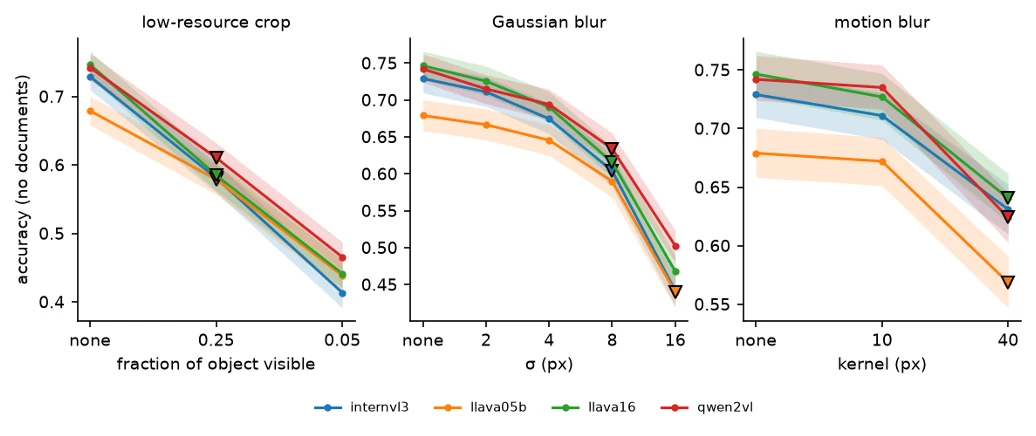 low-resource crop
Gaussian blur
motion blur
accuracy (no documents)
0.7
0.6
0.5
0.4
none
0.25
0.05
fraction of object visible
0.75
0.70
0.65
0.60
0.55
0.50
0.45
none
2
4
8
16
σ (px)
0.75
0.70
0.65
0.60
0.55
none
10
40
kernel (px)
internvl3
llava05b
llava16
qwen2vl